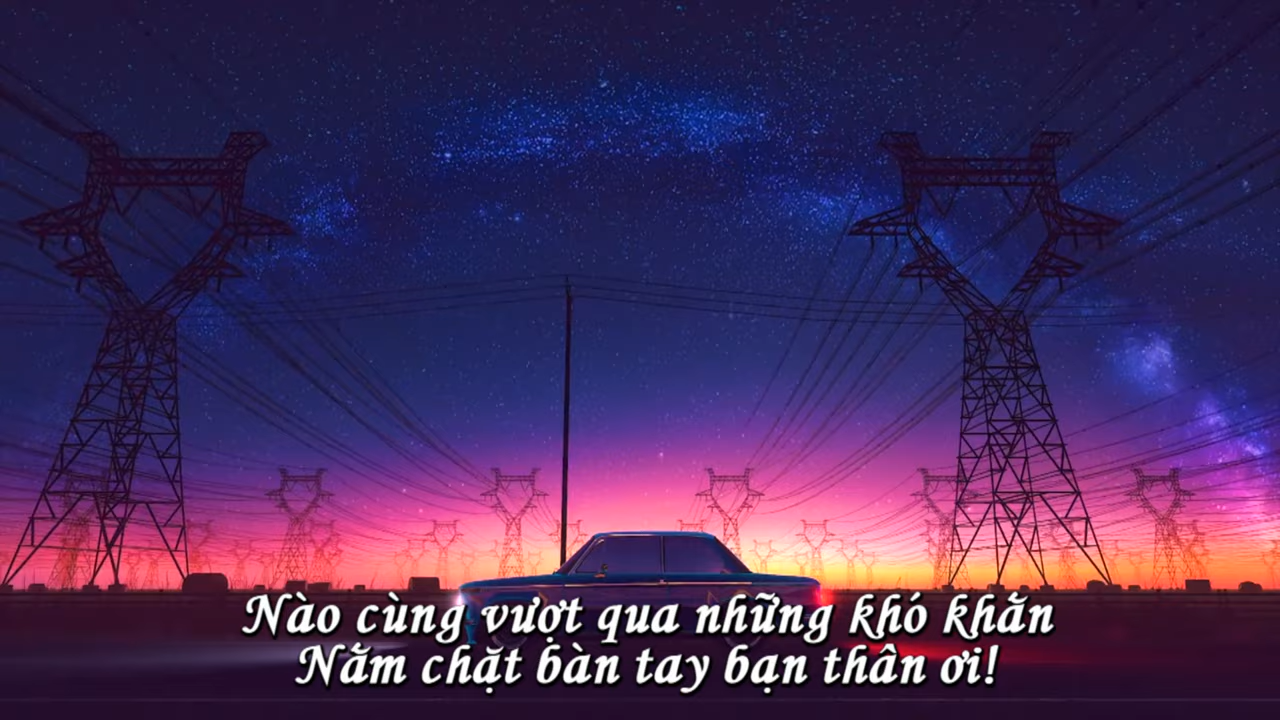 Nào cùng vượt qua những khó khăn
Nắm chặt bàn tay bạn thân ơi!